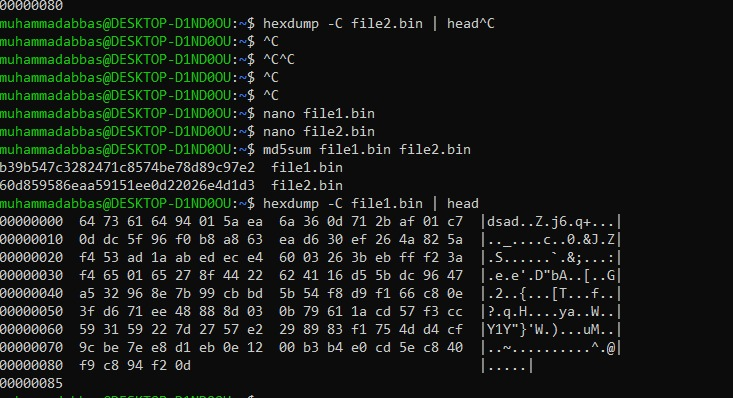 00000080
muhammadabbas@DESKTOP-D1ND0OU:~$ hexdump -C file2.bin | head^C
muhammadabbas@DESKTOP-D1ND0OU:~$ ^C
muhammadabbas@DESKTOP-D1ND0OU:~$ ^C^C
muhammadabbas@DESKTOP-D1ND0OU:~$ ^C
muhammadabbas@DESKTOP-D1ND0OU:~$ ^C
muhammadabbas@DESKTOP-D1ND0OU:~$ nano file1.bin
muhammadabbas@DESKTOP-D1ND0OU:~$ nano file2.bin
muhammadabbas@DESKTOP-D1ND0OU:~$ md5sum file1.bin file2.bin
b39b547c3282471c8574be78d89c97e2  file1.bin
60d859586eaa59151ee0d22026e4d1d3  file2.bin
muhammadabbas@DESKTOP-D1ND0OU:~$ hexdump -C file1.bin | head
00000000  64 73 61 64 94 01 5a ea  6a 36 0d 71 2b af 01 c7  |dsad..Z.j6.q+...|
00000010  0d dc 5f 96 f0 b8 a8 63  ea d6 30 ef 26 4a 82 5a  |.._....c..0.&J.Z|
00000020  f4 53 ad 1a ab ed ec e4  60 03 26 3b eb ff f2 3a  |.S......`.&;...:|
00000030  f4 65 01 65 27 8f 44 22  62 41 16 d5 5b dc 96 47  |.e.e'.D"bA..[..G|
00000040  a5 32 96 8e 7b 99 cb bd  5b 54 f8 d9 f1 66 c8 0e  |.2..{...[T...f..|
00000050  3f d6 71 ee 48 88 8d 03  0b 79 61 1a cd 57 f3 cc  |?.q.H....ya..W..|
00000060  59 31 59 22 7d 27 57 e2  29 89 83 f1 75 4d d4 cf  |Y1Y"}'W.)...uM..|
00000070  9c be 7e e8 d1 eb 0e 12  00 b3 b4 e0 cd 5e c8 40  |..~..........^.@|
00000080  f9 c8 94 f2 0d                                    |.....|
00000085